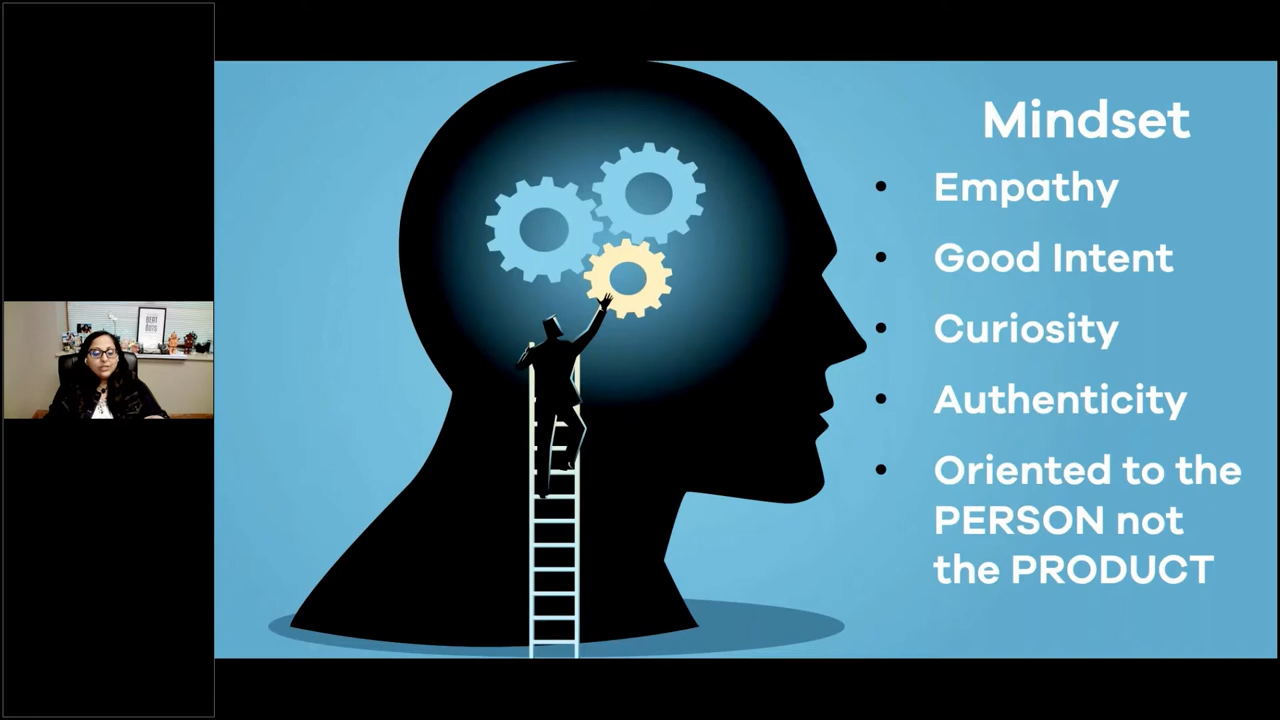 Mindset
• Empathy
• Good Intent
• Curiosity
• Authenticity
• Oriented to the
PERSON not
the PRODUCT